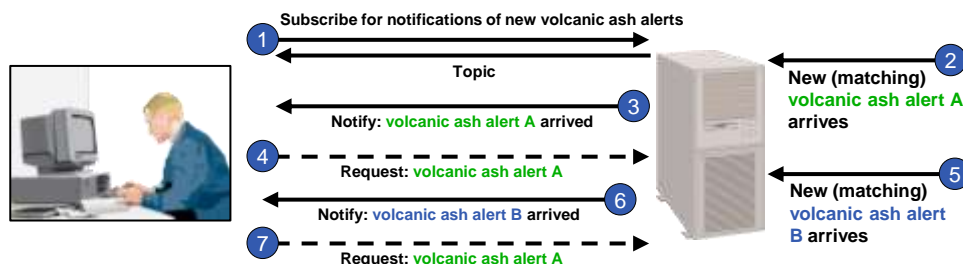 Subscribe for notifications of new volcanic ash alerts
1
Topic
2
New (matching)
volcanic ash alert A
arrives
3
Notify: volcanic ash alert A arrived
4
Request: volcanic ash alert A
5
New (matching)
volcanic ash alert
B arrives
6
Notify: volcanic ash alert B arrived
7
Request: volcanic ash alert A